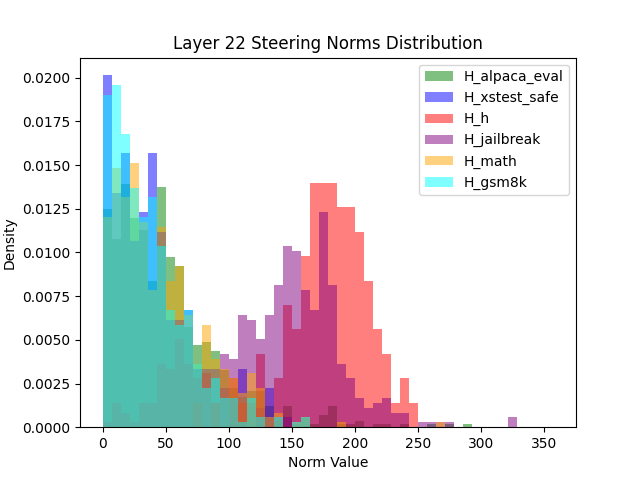 Layer 22 Steering Norms Distribution
H_alpaca_eval
H_xstest_safe
H_h
H_jailbreak
H_math
H_gsm8k
Density
0.0200
0.0175
0.0150
0.0125
0.0100
0.0075
0.0050
0.0025
0.0000
0 50 100 150 200 250 300 350
Norm Value